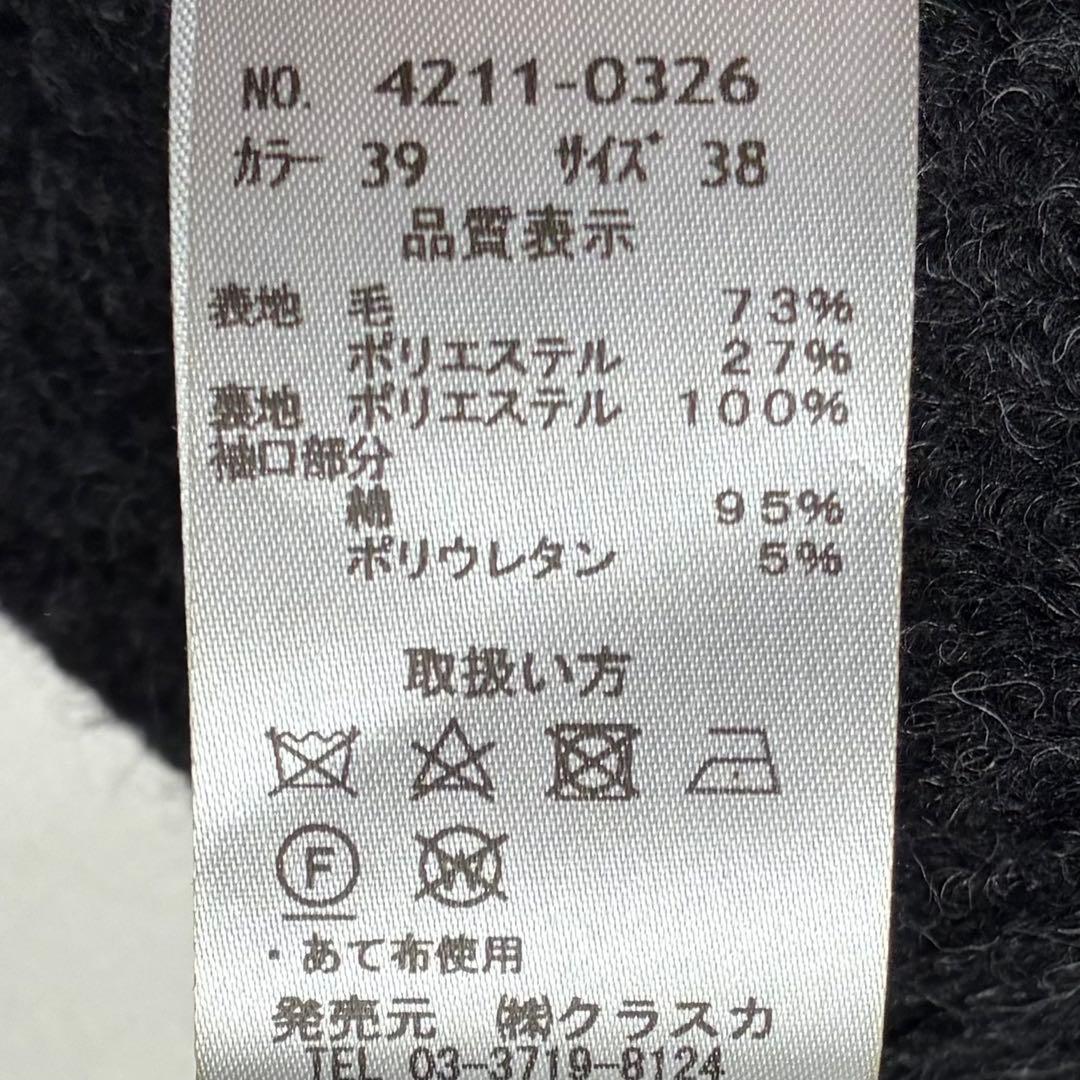 NO. 4211-0326
カラー 39 サイズ 38
品質表示
表地 毛 73%
ポリエステル 27%
裏地 ポリエステル 100%
袖口部分
綿 95%
ポリウレタン 5%
取扱い方
F W
・あて布使用
発売元 ㈱クラスカ
TEL 03-3719-8124